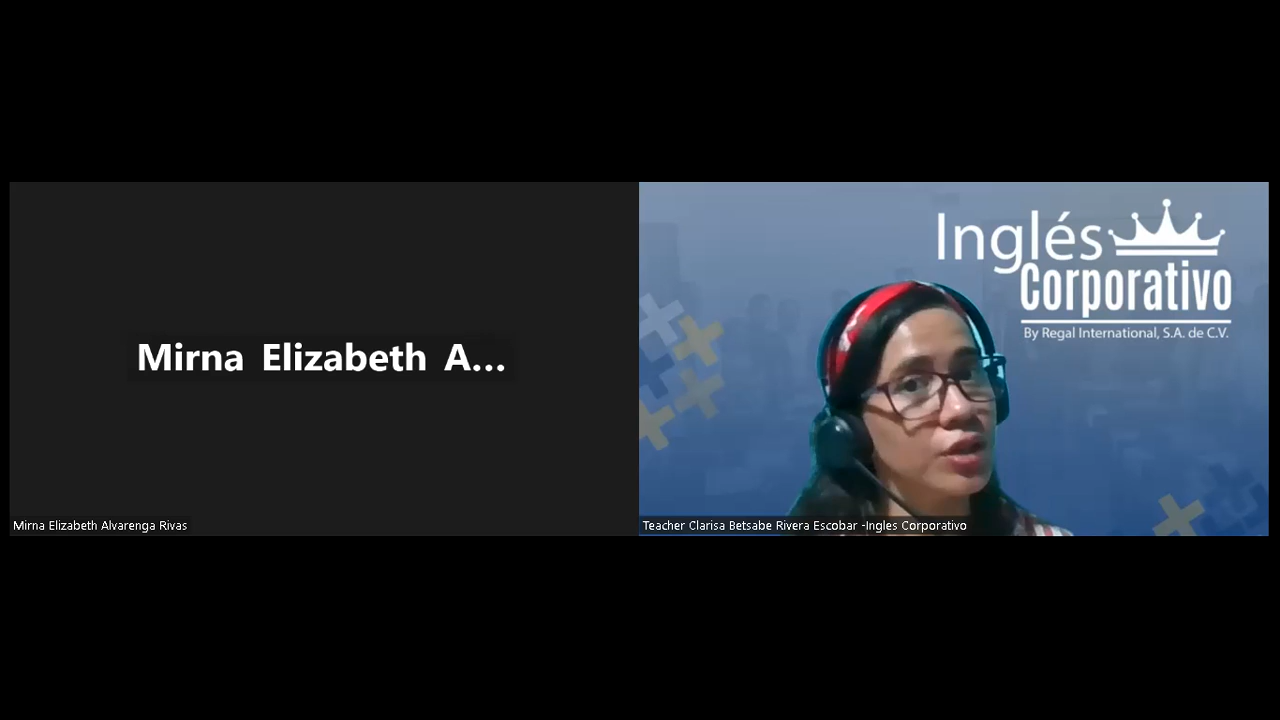 Mirna Elizabeth A...
Mirna Elizabeth Alvarenga Rivas
Inglés
Corporativo
By Regal International, S.A. de C.V.
Teacher Clarisa Betsabe Rivera Escobar -Ingles Corporativo